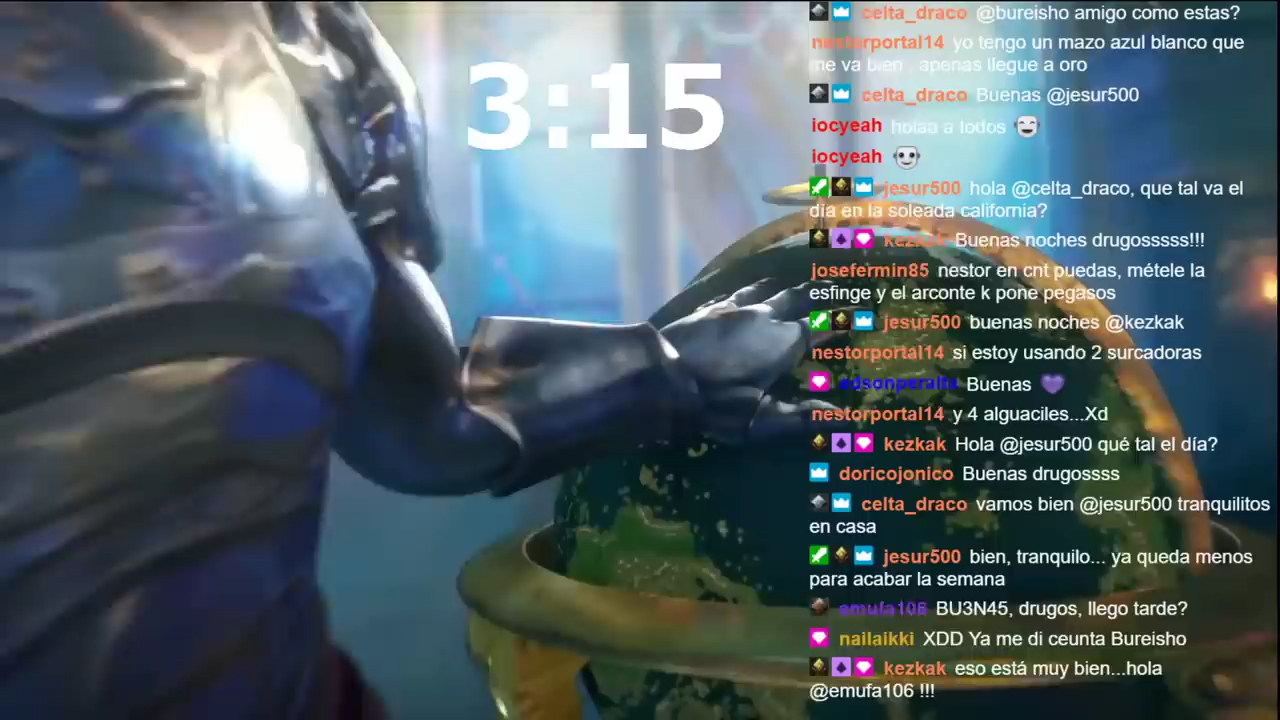 celta_draco @bureisho amigo como estas?
3:15
nestorportal14 yo tengo un mazo azul blanco que
me va bien.. apenas llegue a oro
celta_draco Buenas @jesur500
iocyeah holaa a todos
iocyeah
jesur500 hola @celta_draco, que tal va el
día en la soleada california?
kezkak Buenas noches drugosssss!!!
josefermin85 nestor en cnt puedas, métele la
esfinge y el arconte k pone pegasos
jesur500 buenas noches @kezkak
nestorportal14 si estoy usando 2 surcadoras
edsonperalta Buenas
nestorportal14 y 4 alguaciles...Xd
kezkak Hola @jesur500 qué tal el día?
doricojonico Buenas drugossss
celta_draco vamos bien @jesur500 tranquilitos
en casa
jesur500 bien, tranquilo... ya queda menos
para acabar la semana
emufa106 BU3N45, drugos, llego tarde?
nailaikki XDD Ya me di ceunta Bureisho
kezkak eso está muy bien...hola
@emufa106 !!!